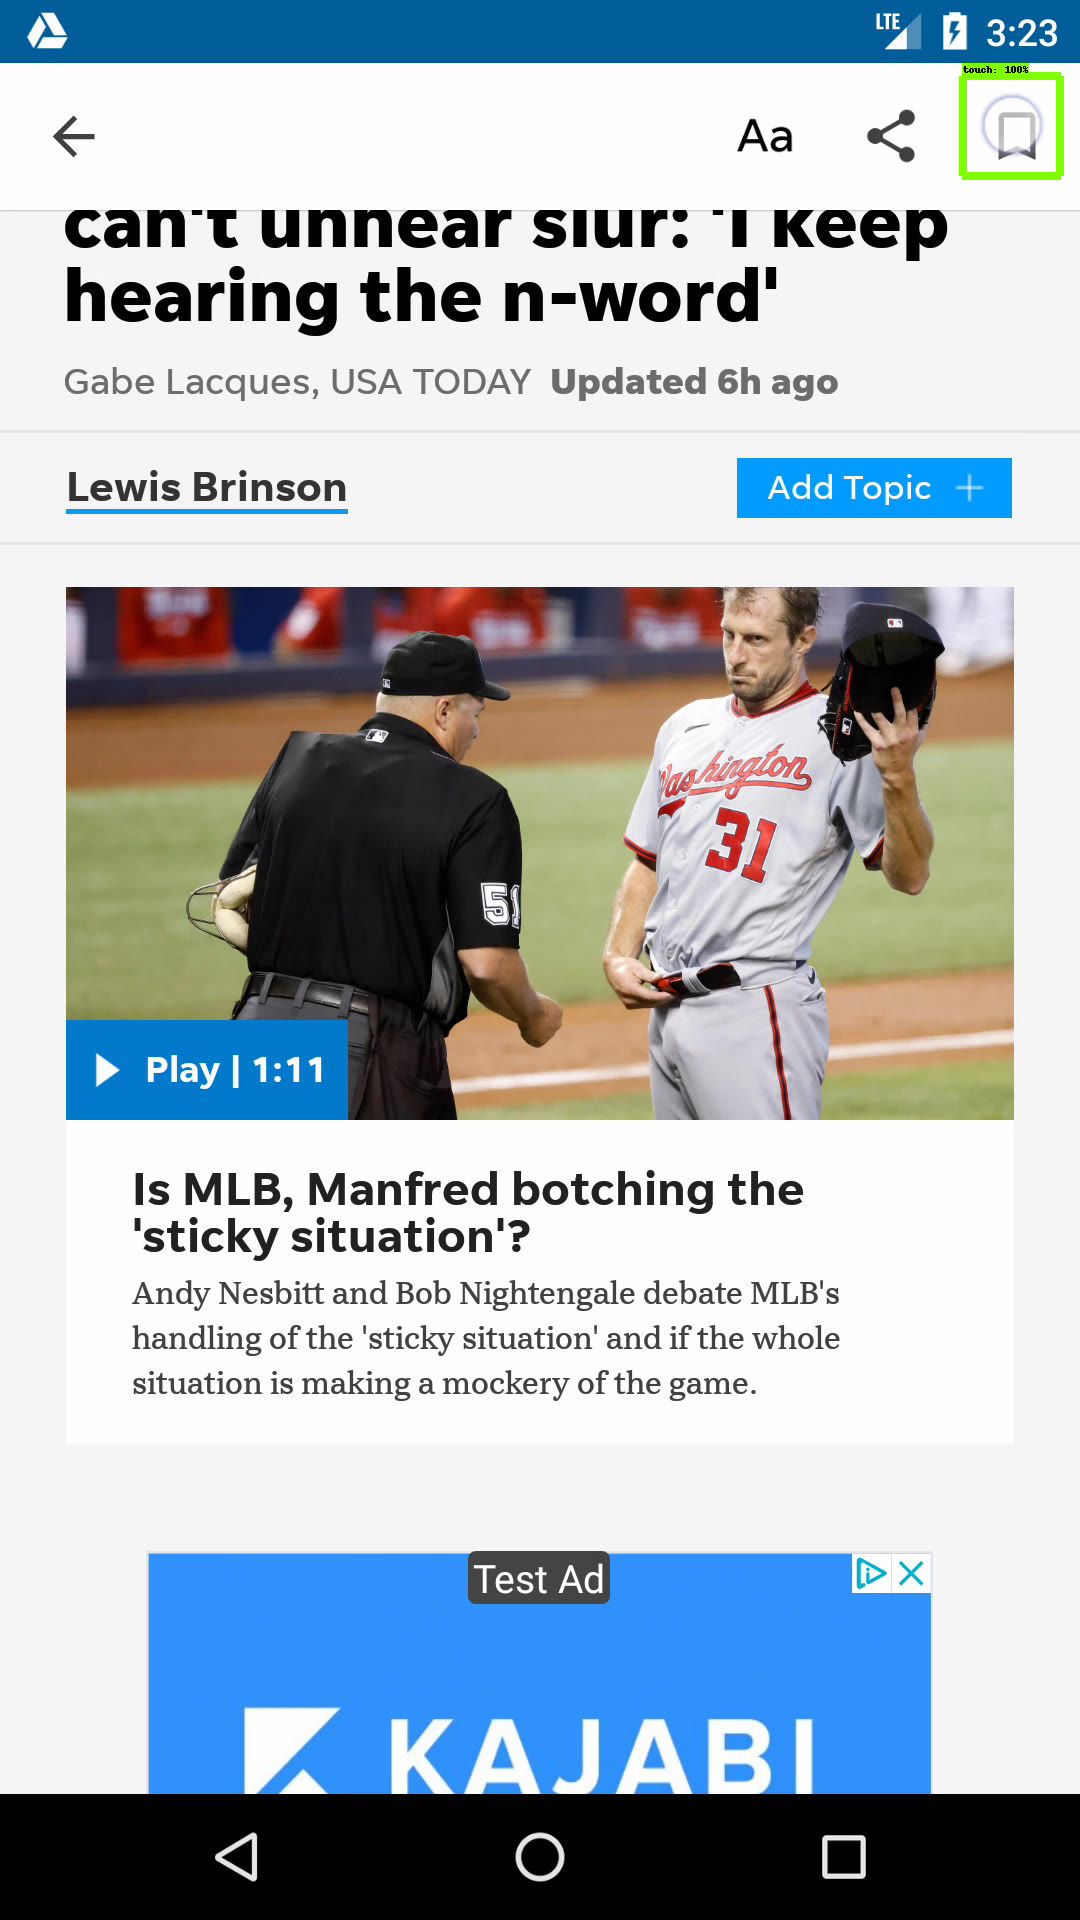 LTE 3:23
touch: 100%
Aa
can't unhear slur: 'I keep
hearing the n-word'
Gabe Lacques, USA TODAY Updated 6h ago
Lewis Brinson
Add Topic +
Washington
31
51
Play | 1:11
Is MLB, Manfred botching the
'sticky situation'?
Andy Nesbitt and Bob Nightengale debate MLB's
handling of the 'sticky situation' and if the whole
situation is making a mockery of the game.
Test Ad
KAJABI